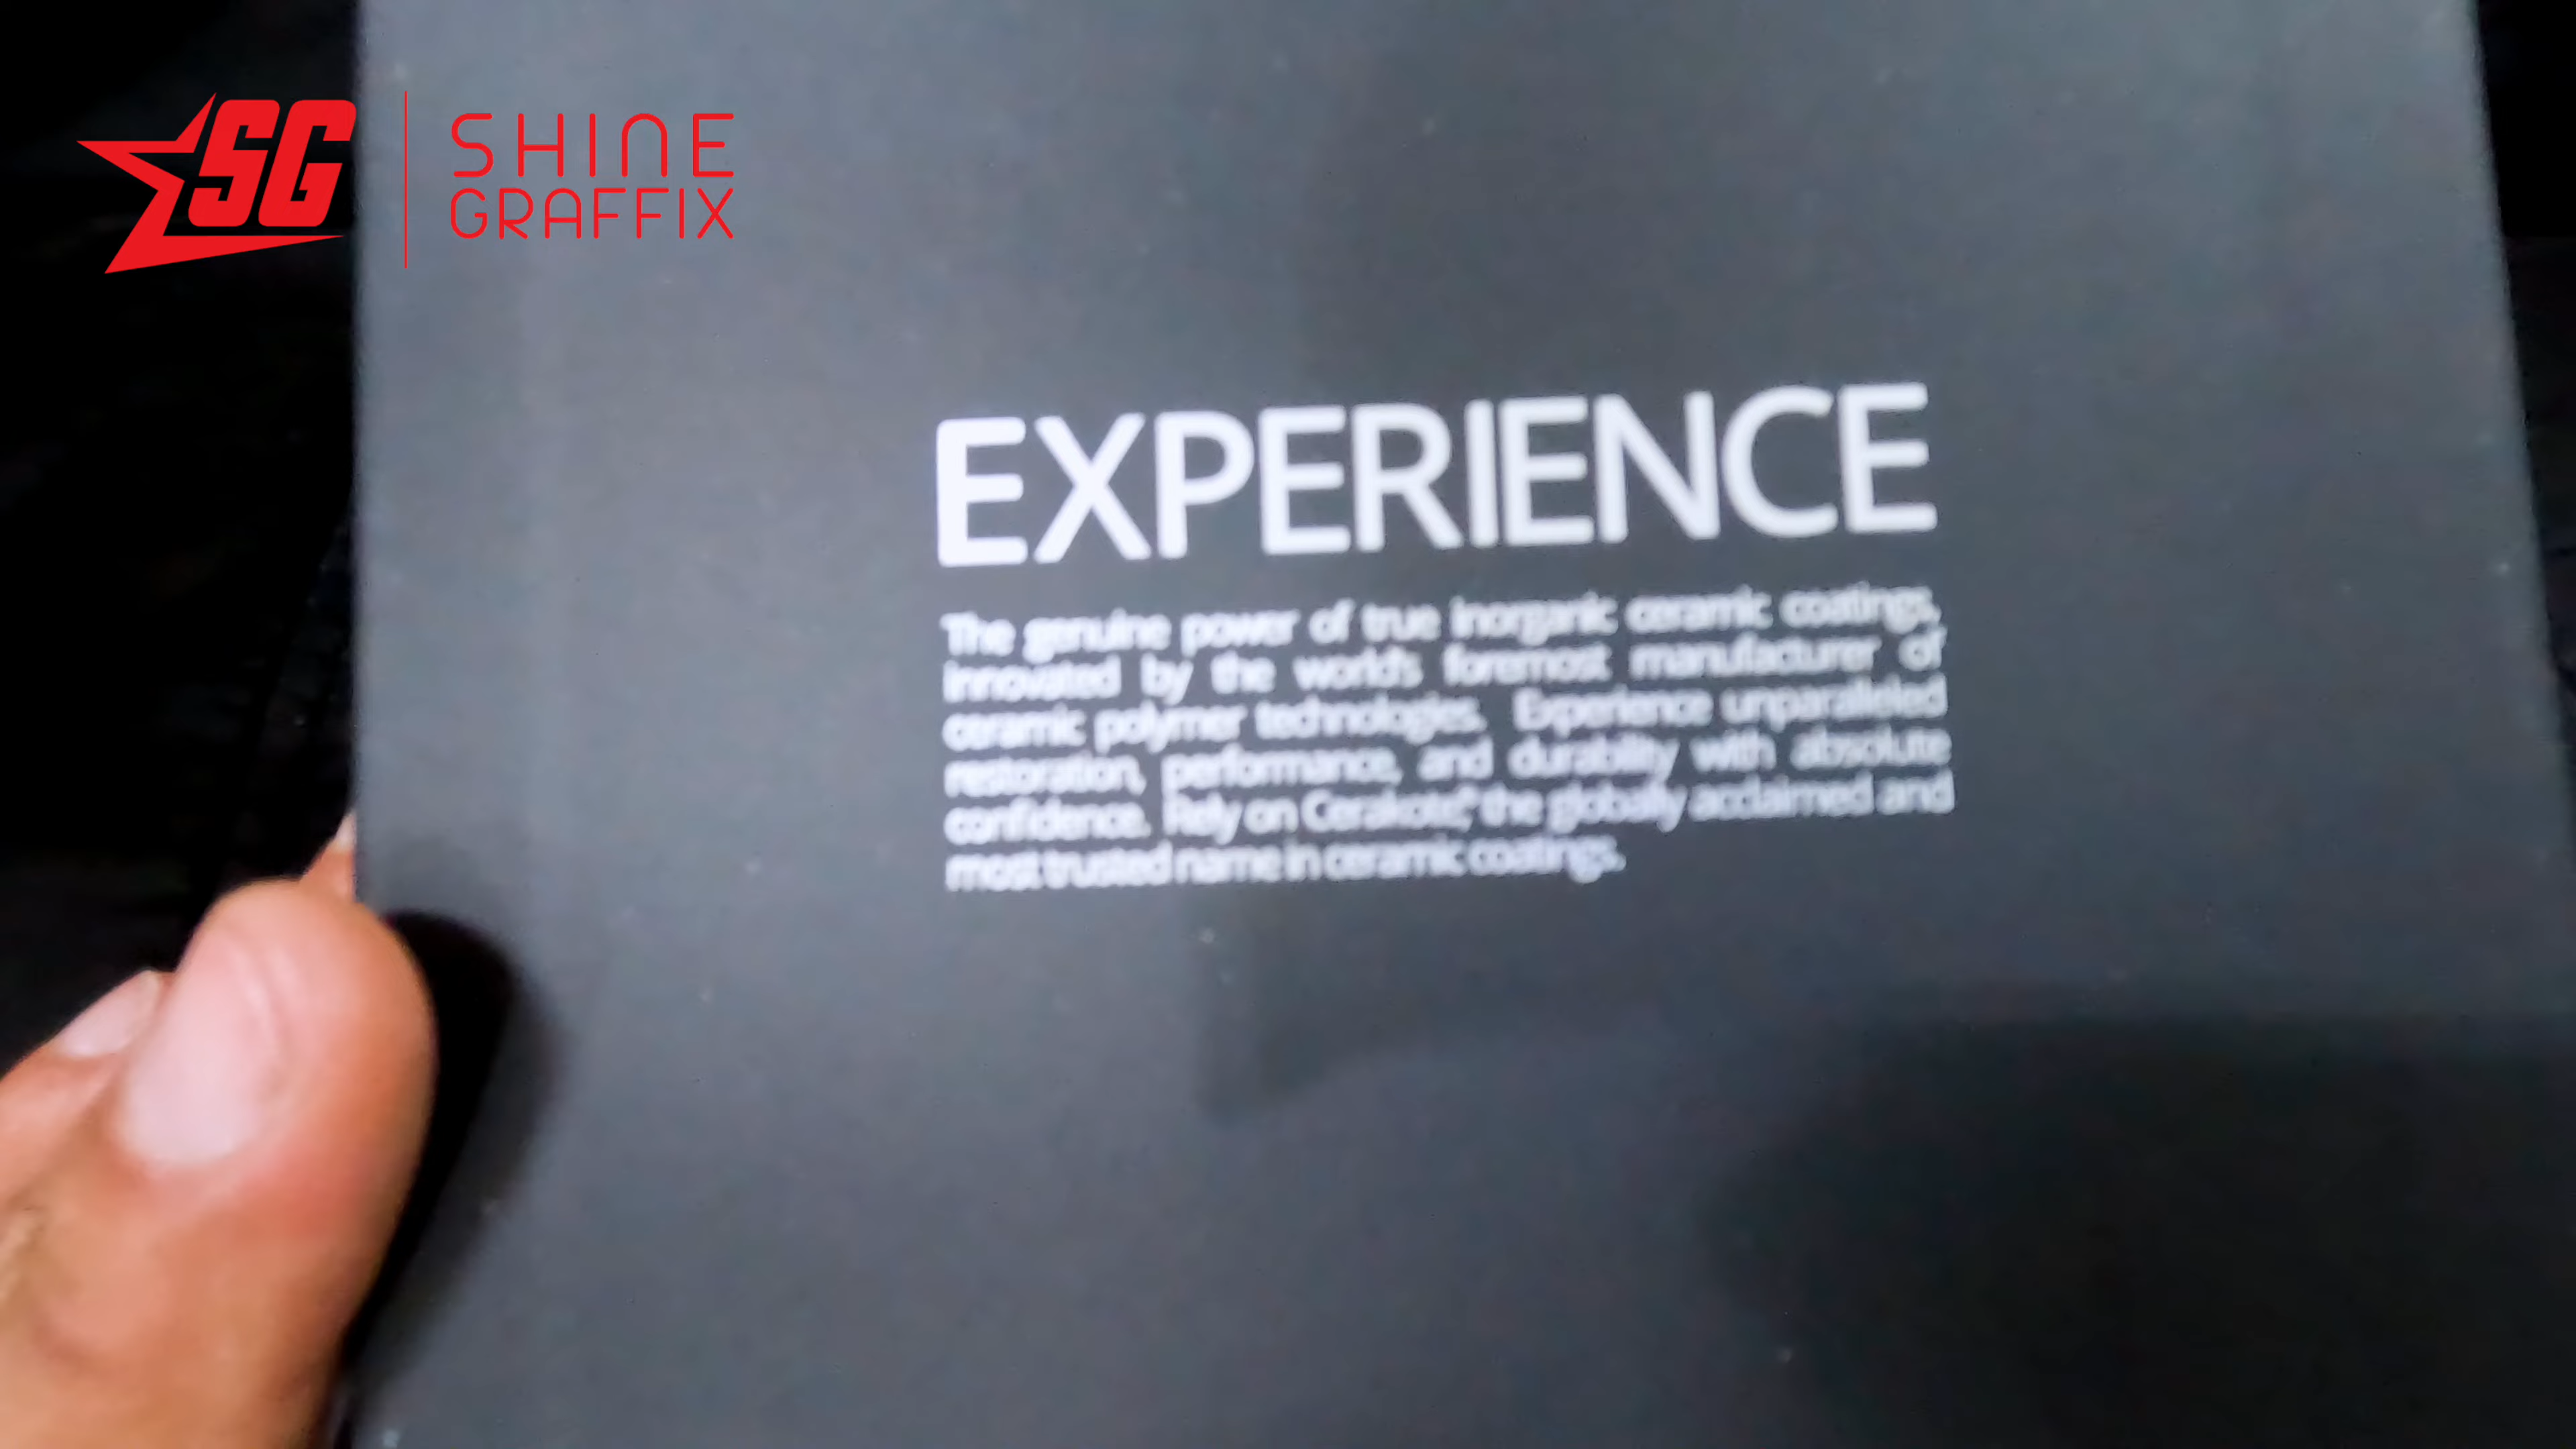 SG
SHINE
GRAFFIX
EXPERIENCE
The genuine power of true inorganic ceramic coatings,
innovated by the world's foremost manufacturer of
ceramic polymer technologies. Experience unparalleled
restoration, performance, and durability with absolute
confidence. Rely on Cerakote®, the globally acclaimed and
most trusted name in ceramic coatings.